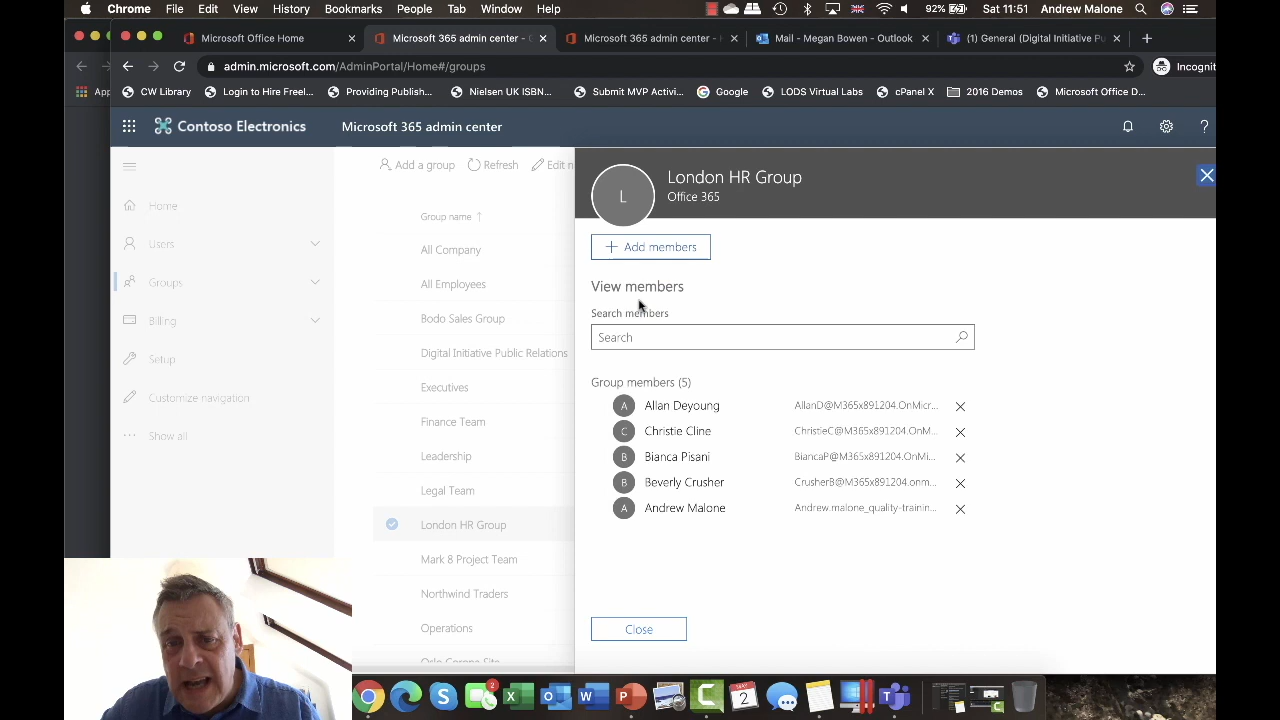 Chrome File Edit View History Bookmarks People Tab Window Help 92% Sat 11:51 Andrew Malone
Microsoft Office Home Microsoft 365 admin center - Microsoft 365 admin center - Mail - Megan Bowen - Outlook (1) General (Digital Initiative Pu
admin.microsoft.com/AdminPortal/Home#/groups Incognit
App CW Library Login to Hire Freel... Providing Publish... Nielsen UK ISBN... Submit MVP Activi... Google LODS Virtual Labs cPanel X 2016 Demos Microsoft Office D...
Contoso Electronics Microsoft 365 admin center ?
Add a group Refresh Edit n
L London HR Group
Office 365
Add members
Home
Users
Groups
Billing
Setup
Customize navigation
Show all
Group name ↑
All Company
All Employees
Bodo Sales Group
Digital Initiative Public Relations
Executives
Finance Team
Leadership
Legal Team
London HR Group
Mark 8 Project Team
Northwind Traders
Operations
View members
Search members
Search
Group members (5)
A Allan Deyoung AllanD@M365x891204.OnMicr...
C Christie Cline ChristieC@M365x891204.OnM...
B Bianca Pisani BiancaP@M365x891204.OnMi...
B Beverly Crusher CrusherB@M365x891204.onm...
A Andrew Malone Andrew.malone_quality-trainin...
Close
2